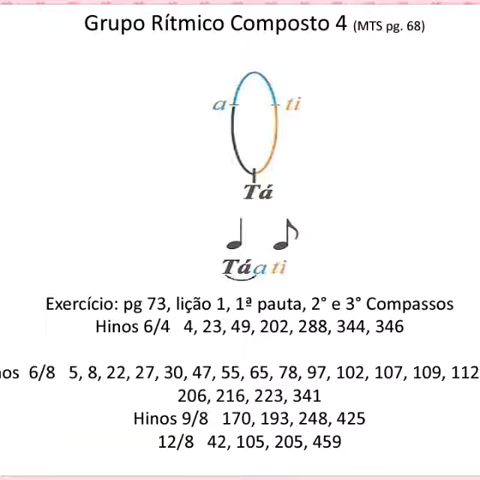 Grupo Rítmico Composto 4 (MTS pg. 68)
a ti
Tá
Táa ti
Exercício: pg 73, lição 1, 1ª pauta, 2° e 3° Compassos
Hinos 6/4 4, 23, 49, 202, 288, 344, 346
6/8 5, 8, 22, 27, 30, 47, 55, 65, 78, 97, 102, 107, 109, 112
206, 216, 223, 341
Hinos 9/8 170, 193, 248, 425
12/8 42, 105, 205, 459